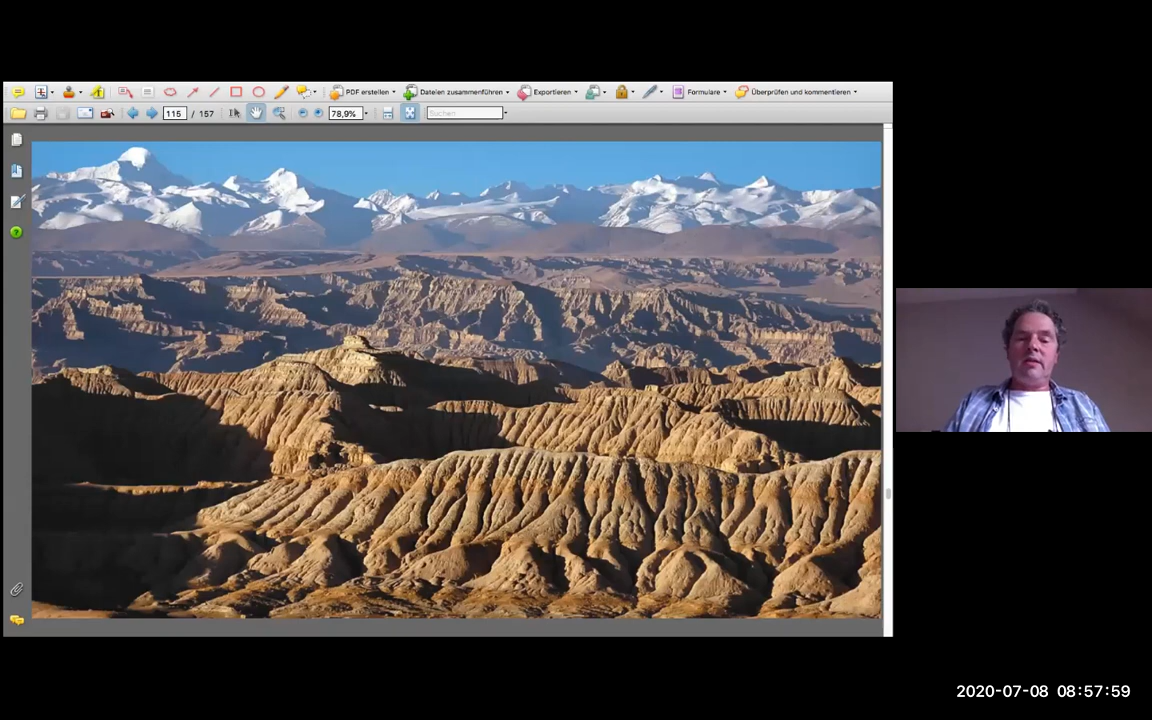 PDF erstellen Dateien zusammenführen Exportieren Formulare Überprüfen und kommentieren
115 / 157 78,9% Suchen
2020-07-08 08:57:59